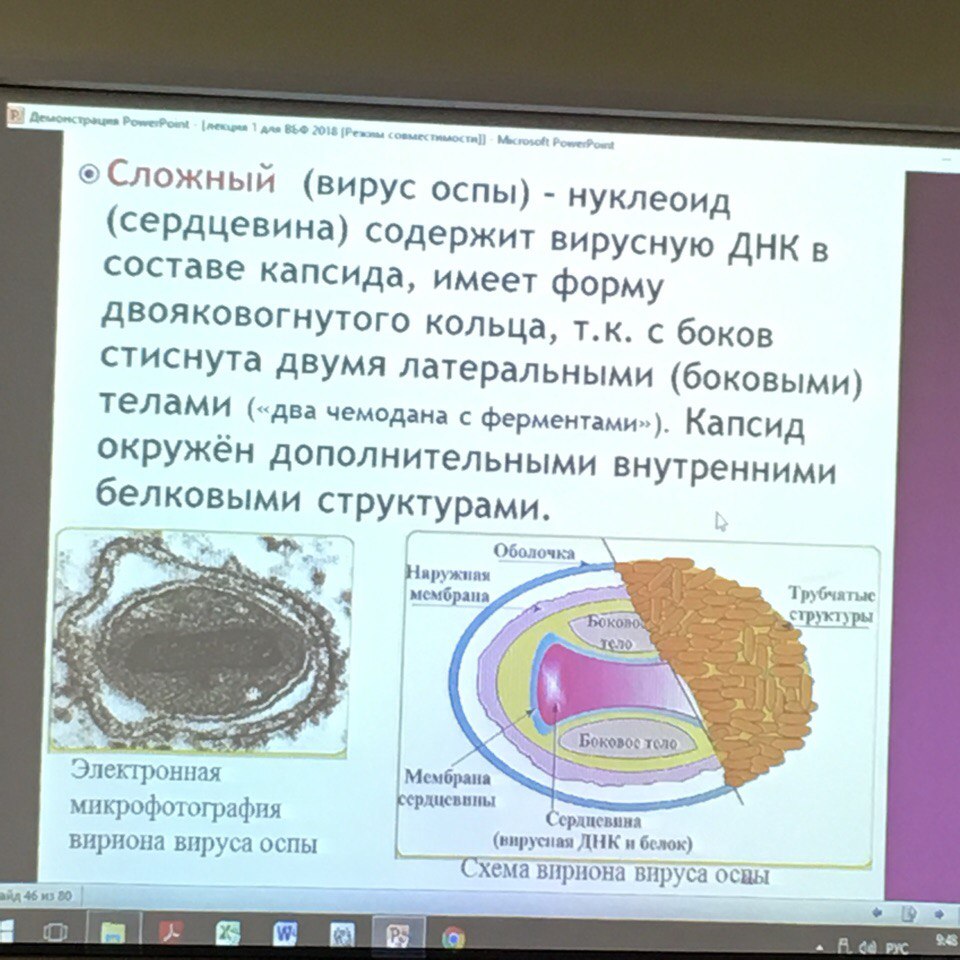 Демонстрация PowerPoint - [лекция 1 для ВБФ 2018 [Режим совместимости]] - Microsoft PowerPoint
Сложный (вирус оспы) - нуклеоид
(сердцевина) содержит вирусную ДНК в
составе капсида, имеет форму
двояковогнутого кольца, т.к. с боков
стиснута двумя латеральными (боковыми)
телами («два чемодана с ферментами»). Капсид
окружён дополнительными внутренними
белковыми структурами.
Электронная
микрофотография
вириона вируса оспы
Оболочка
Наружная
мембрана
Боковое
тело
Трубчатые
структуры
Боковое тело
Мембрана
сердцевины
Сердцевина
(вирусная ДНК и белок)
Схема вириона вируса оспы
айд 46 из 80
РУС
9:48